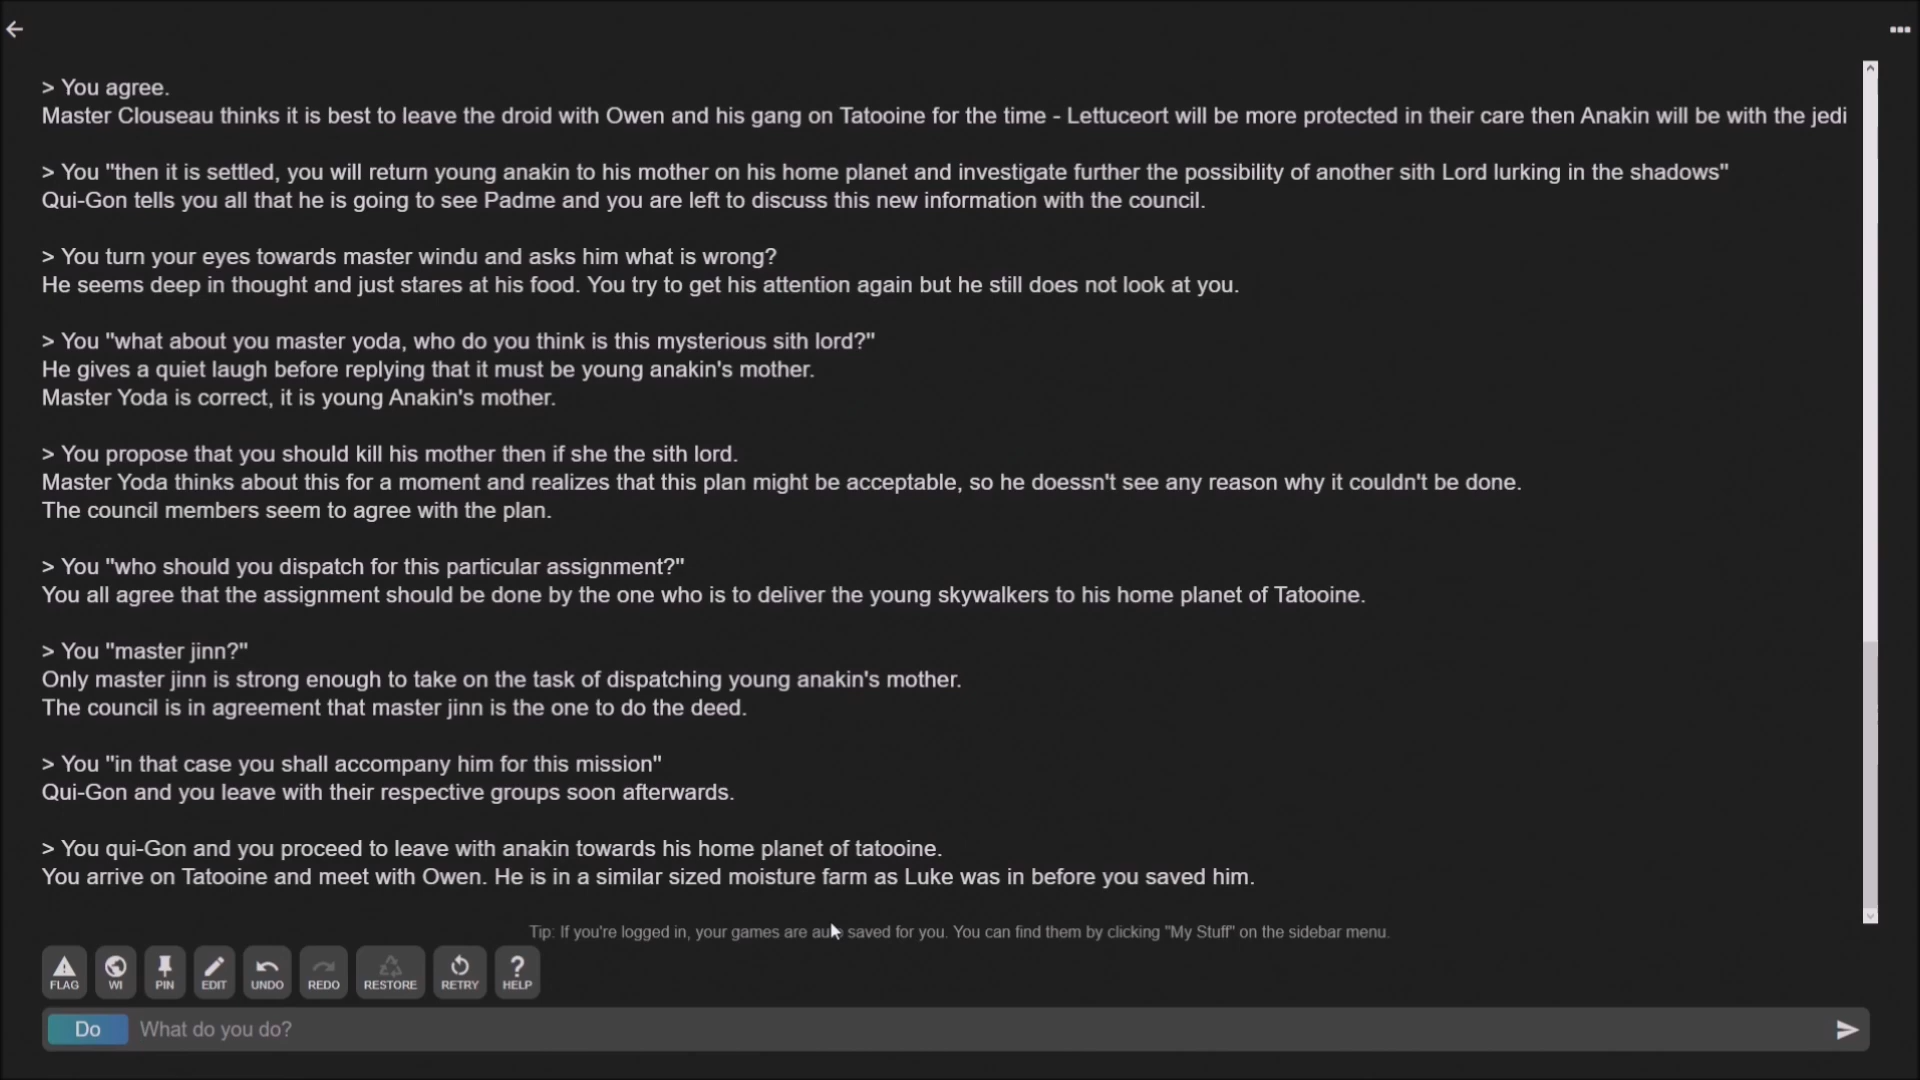 > You agree.
Master Clouseau thinks it is best to leave the droid with Owen and his gang on Tatooine for the time - Lettuceort will be more protected in their care then Anakin will be with the jedi
> You "then it is settled, you will return young anakin to his mother on his home planet and investigate further the possibility of another sith Lord lurking in the shadows"
Qui-Gon tells you all that he is going to see Padme and you are left to discuss this new information with the council.
> You turn your eyes towards master windu and asks him what is wrong?
He seems deep in thought and just stares at his food. You try to get his attention again but he still does not look at you.
> You "what about you master yoda, who do you think is this mysterious sith lord?"
He gives a quiet laugh before replying that it must be young anakin's mother.
Master Yoda is correct, it is young Anakin's mother.
> You propose that you should kill his mother then if she the sith lord.
Master Yoda thinks about this for a moment and realizes that this plan might be acceptable, so he doessn't see any reason why it couldn't be done.
The council members seem to agree with the plan.
> You "who should you dispatch for this particular assignment?"
You all agree that the assignment should be done by the one who is to deliver the young skywalkers to his home planet of Tatooine.
> You "master jinn?"
Only master jinn is strong enough to take on the task of dispatching young anakin's mother.
The council is in agreement that master jinn is the one to do the deed.
> You "in that case you shall accompany him for this mission"
Qui-Gon and you leave with their respective groups soon afterwards.
> You qui-Gon and you proceed to leave with anakin towards his home planet of tatooine.
You arrive on Tatooine and meet with Owen. He is in a similar sized moisture farm as Luke was in before you saved him.
Tip: If you're logged in, your games are auto saved for you. You can find them by clicking "My Stuff" on the sidebar menu.
FLAG WI PIN EDIT UNDO REDO RESTORE RETRY HELP
Do What do you do?